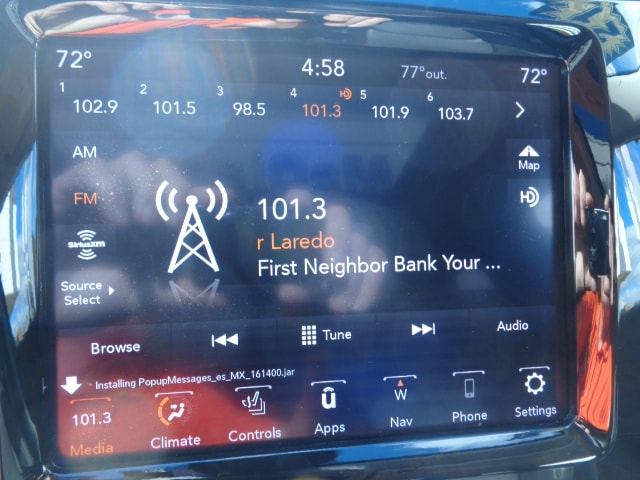 72° 4:58 77°out. 72°
1 102.9 2 101.5 3 98.5 4 101.3 HD 5 101.9 6 103.7
AM
Map
FM
HD
101.3
r Laredo
SiriusXM
First Neighbor Bank Your ...
Source
Select
Browse Tune Audio
Installing PopupMessages_es_MX_161400.jar
101.3 û W
Media Climate Controls Apps Nav Phone Settings